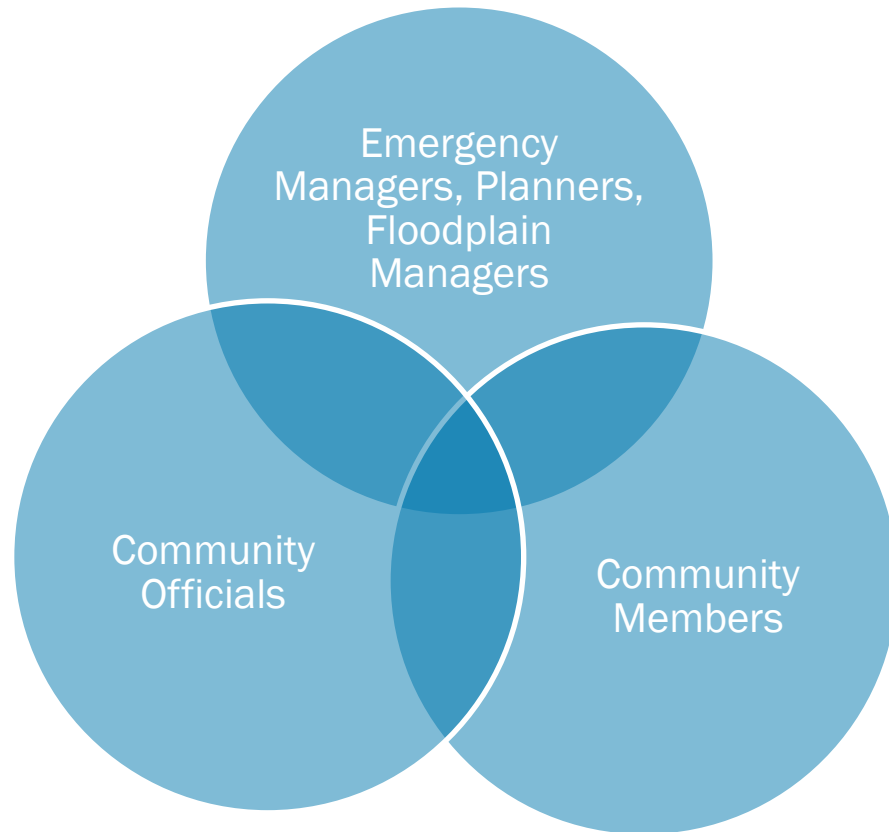 Emergency
Managers, Planners,
Floodplain
Managers
Community
Officials
Community
Members